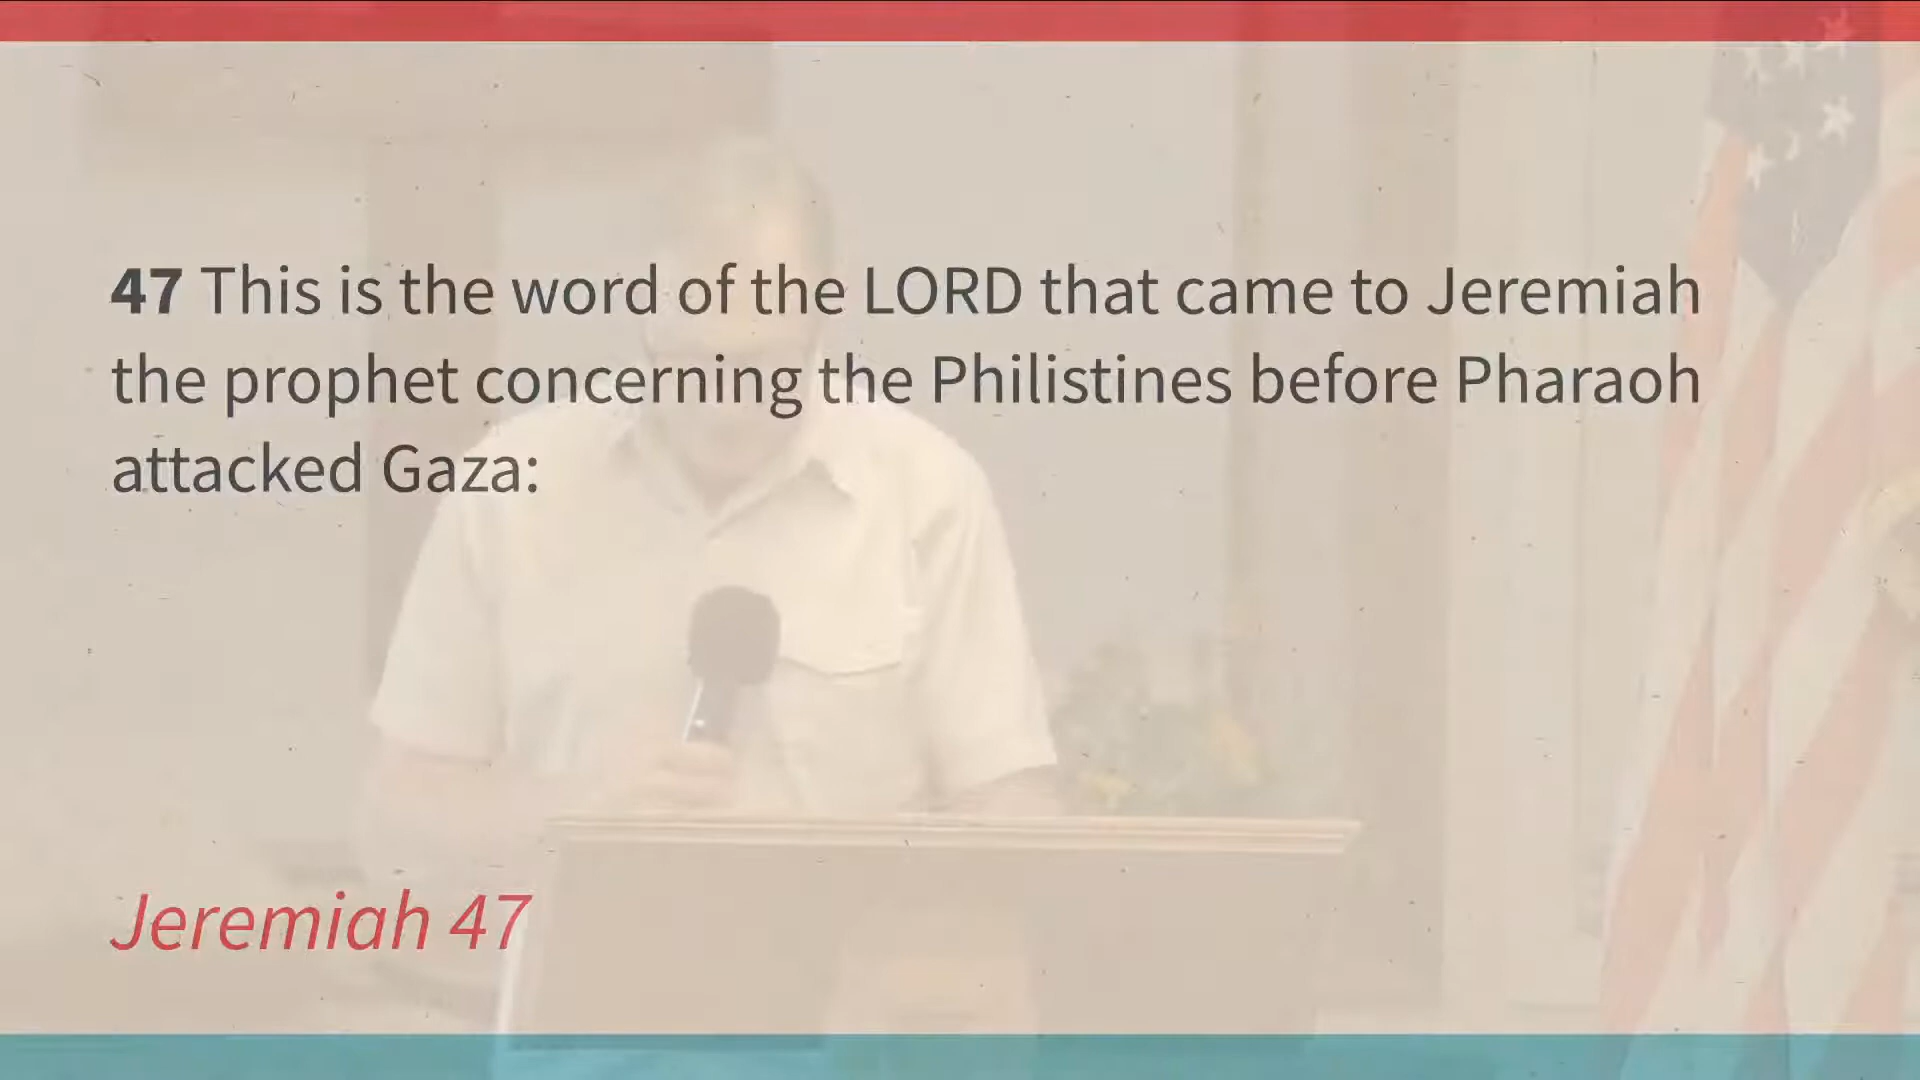 47 This is the word of the LORD that came to Jeremiah
the prophet concerning the Philistines before Pharaoh
attacked Gaza:
Jeremiah 47